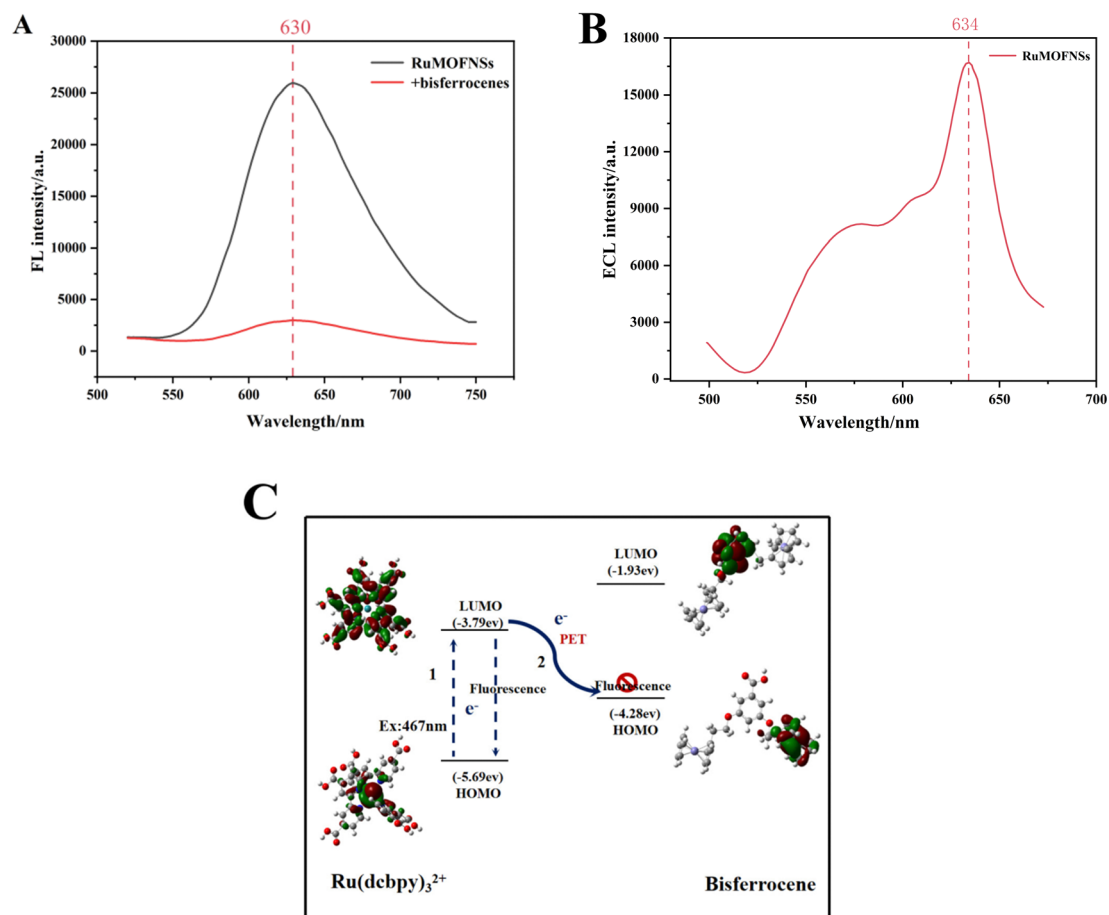 A
630
30000
25000
20000
15000
10000
5000
0
FL intensity/a.u.
RuMOFNSs
+bisferrocenes
500
550
600
650
700
750
Wavelength/nm
B
634
18000
15000
12000
9000
6000
3000
0
ECL intensity/a.u.
RuMOFNSs
500
550
600
650
700
Wavelength/nm
C
LUMO
(-1.93ev)
LUMO
(-3.79ev)
e⁻
PET
1
2
Fluorescence
Fluorescence
e⁻
(-4.28ev)
HOMO
Ex:467nm
(-5.69ev)
HOMO
Ru(dcbpy)₃²⁺
Bisferrocene